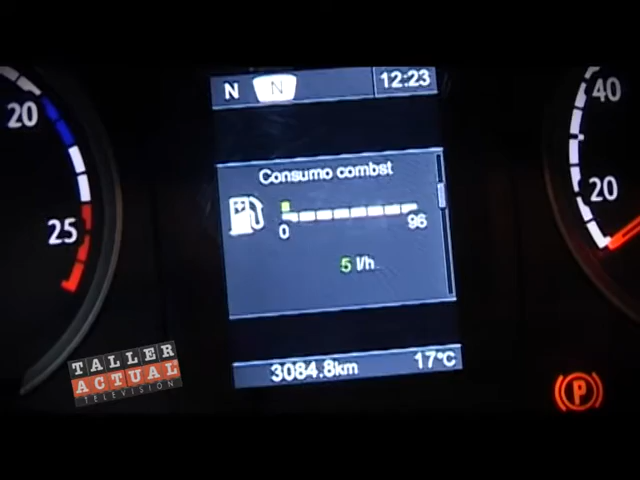 N N 12:23
20
25
40
20
Consumo combst
0 96
5 l/h
3084.8km 17°C
P
TALLER
ACTUAL
TELEVISIÓN